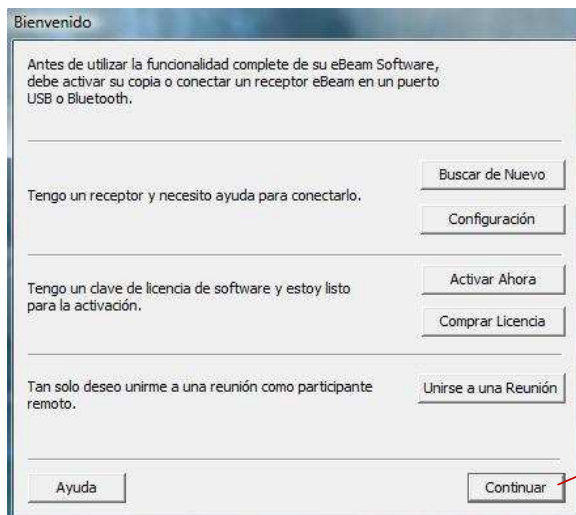 Bienvenido
Antes de utilizar la funcionalidad complete de su eBeam Software,
debe activar su copia o conectar un receptor eBeam en un puerto
USB o Bluetooth.
Buscar de Nuevo
Tengo un receptor y necesito ayuda para conectarlo.
Configuración
Activar Ahora
Tengo un clave de licencia de software y estoy listo
para la activación.
Comprar Licencia
Tan solo deseo unirme a una reunión como participante
remoto.
Unirse a una Reunión
Ayuda
Continuar